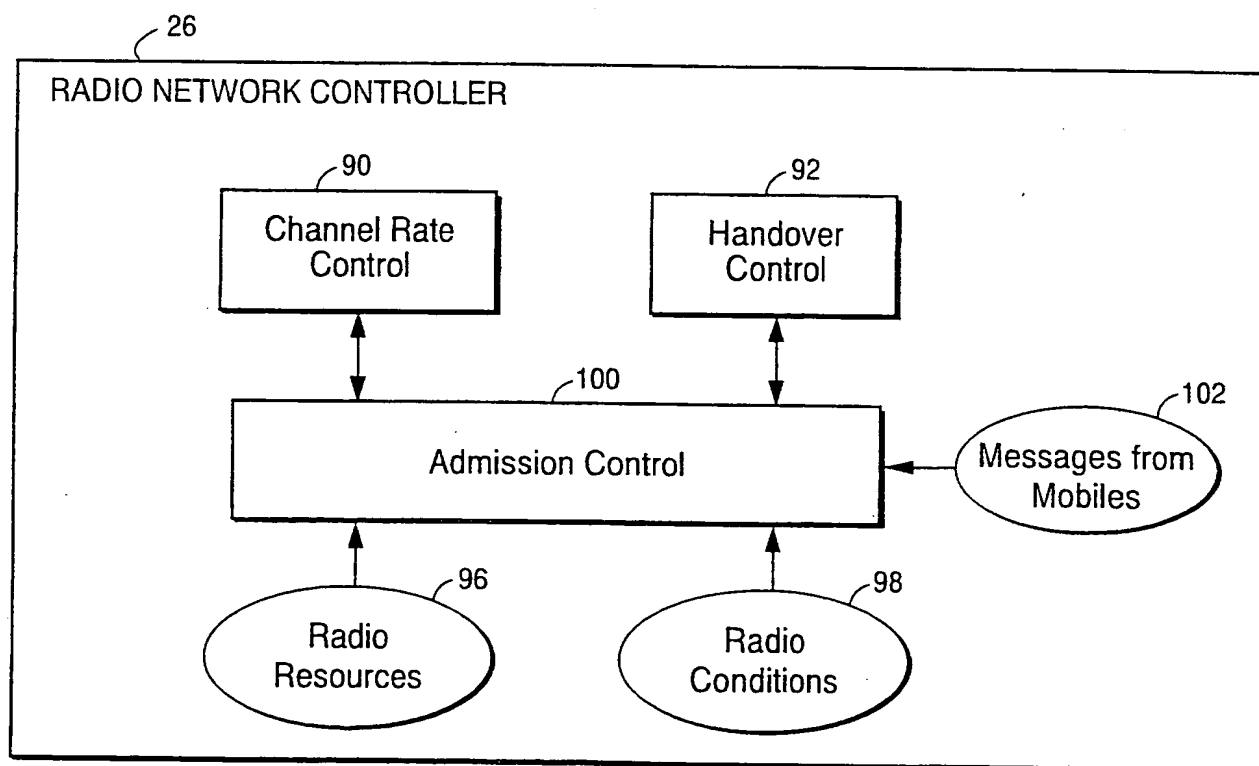 26
RADIO NETWORK CONTROLLER
90
Channel Rate
Control
92
Handover
Control
100
Admission Control
102
Messages from
Mobiles
96
Radio
Resources
98
Radio
Conditions